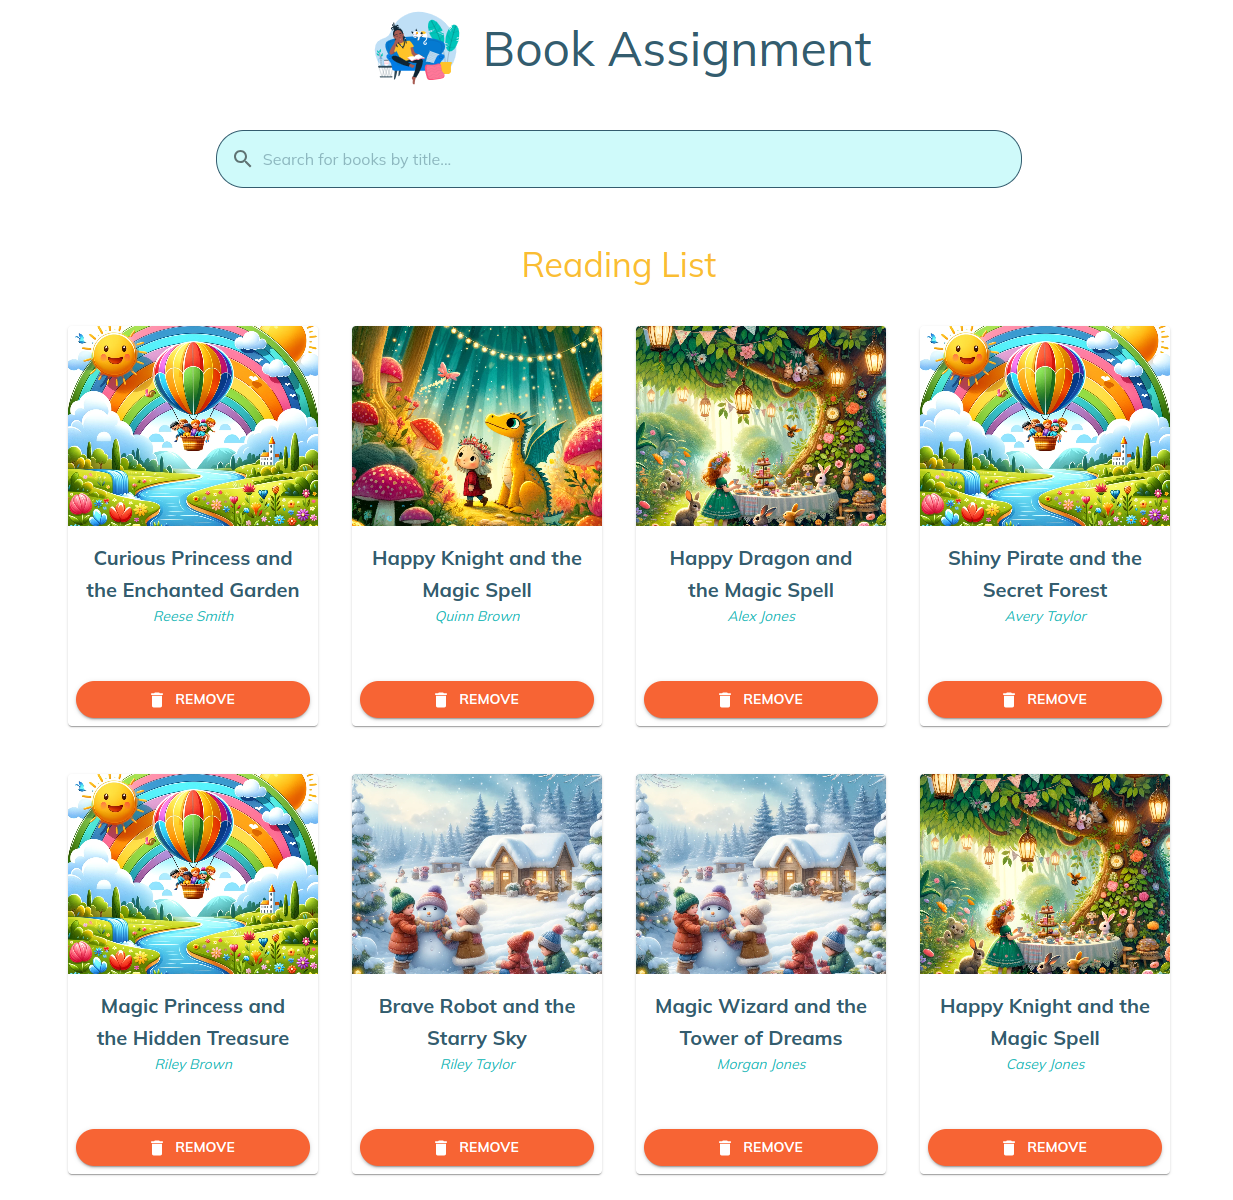 Book Assignment
Search for books by title...
Reading List
Curious Princess and
the Enchanted Garden
Reese Smith
REMOVE
Happy Knight and the
Magic Spell
Quinn Brown
REMOVE
Happy Dragon and
the Magic Spell
Alex Jones
REMOVE
Shiny Pirate and the
Secret Forest
Avery Taylor
REMOVE
Magic Princess and
the Hidden Treasure
Riley Brown
REMOVE
Brave Robot and the
Starry Sky
Riley Taylor
REMOVE
Magic Wizard and the
Tower of Dreams
Morgan Jones
REMOVE
Happy Knight and the
Magic Spell
Casey Jones
REMOVE